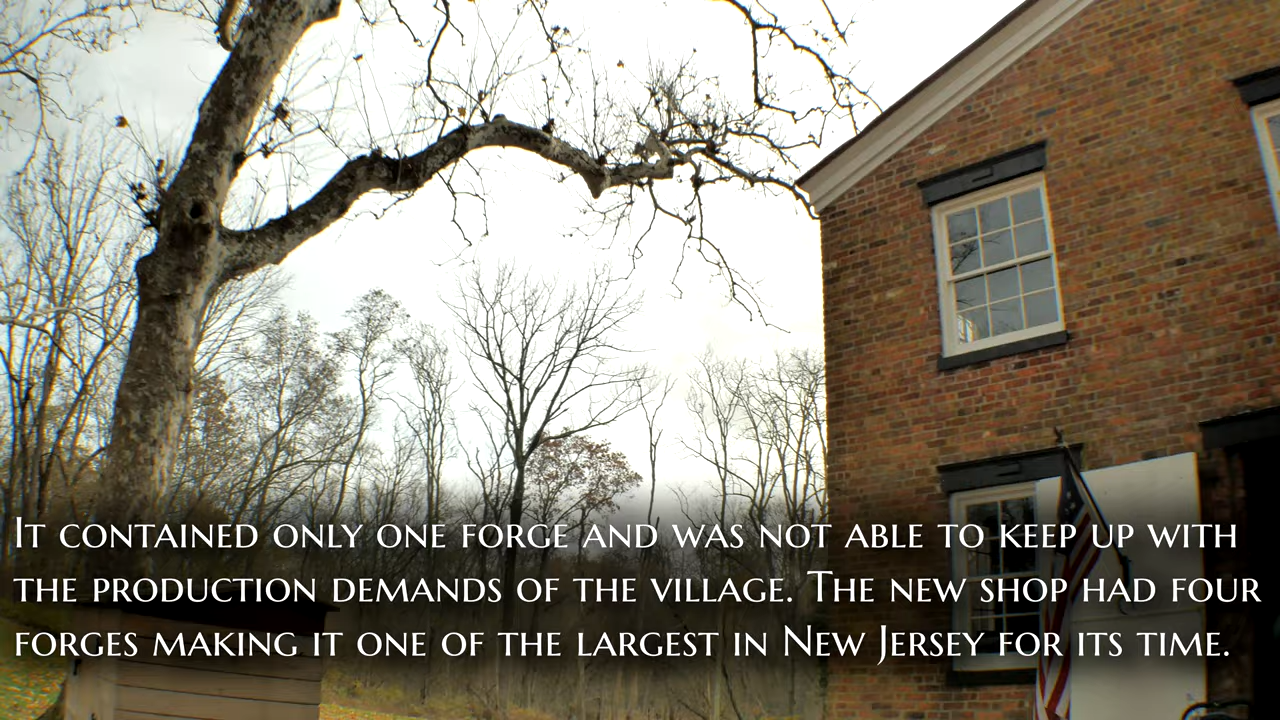 It contained only one forge and was not able to keep up with
the production demands of the village. The new shop had four
forges making it one of the largest in New Jersey for its time.